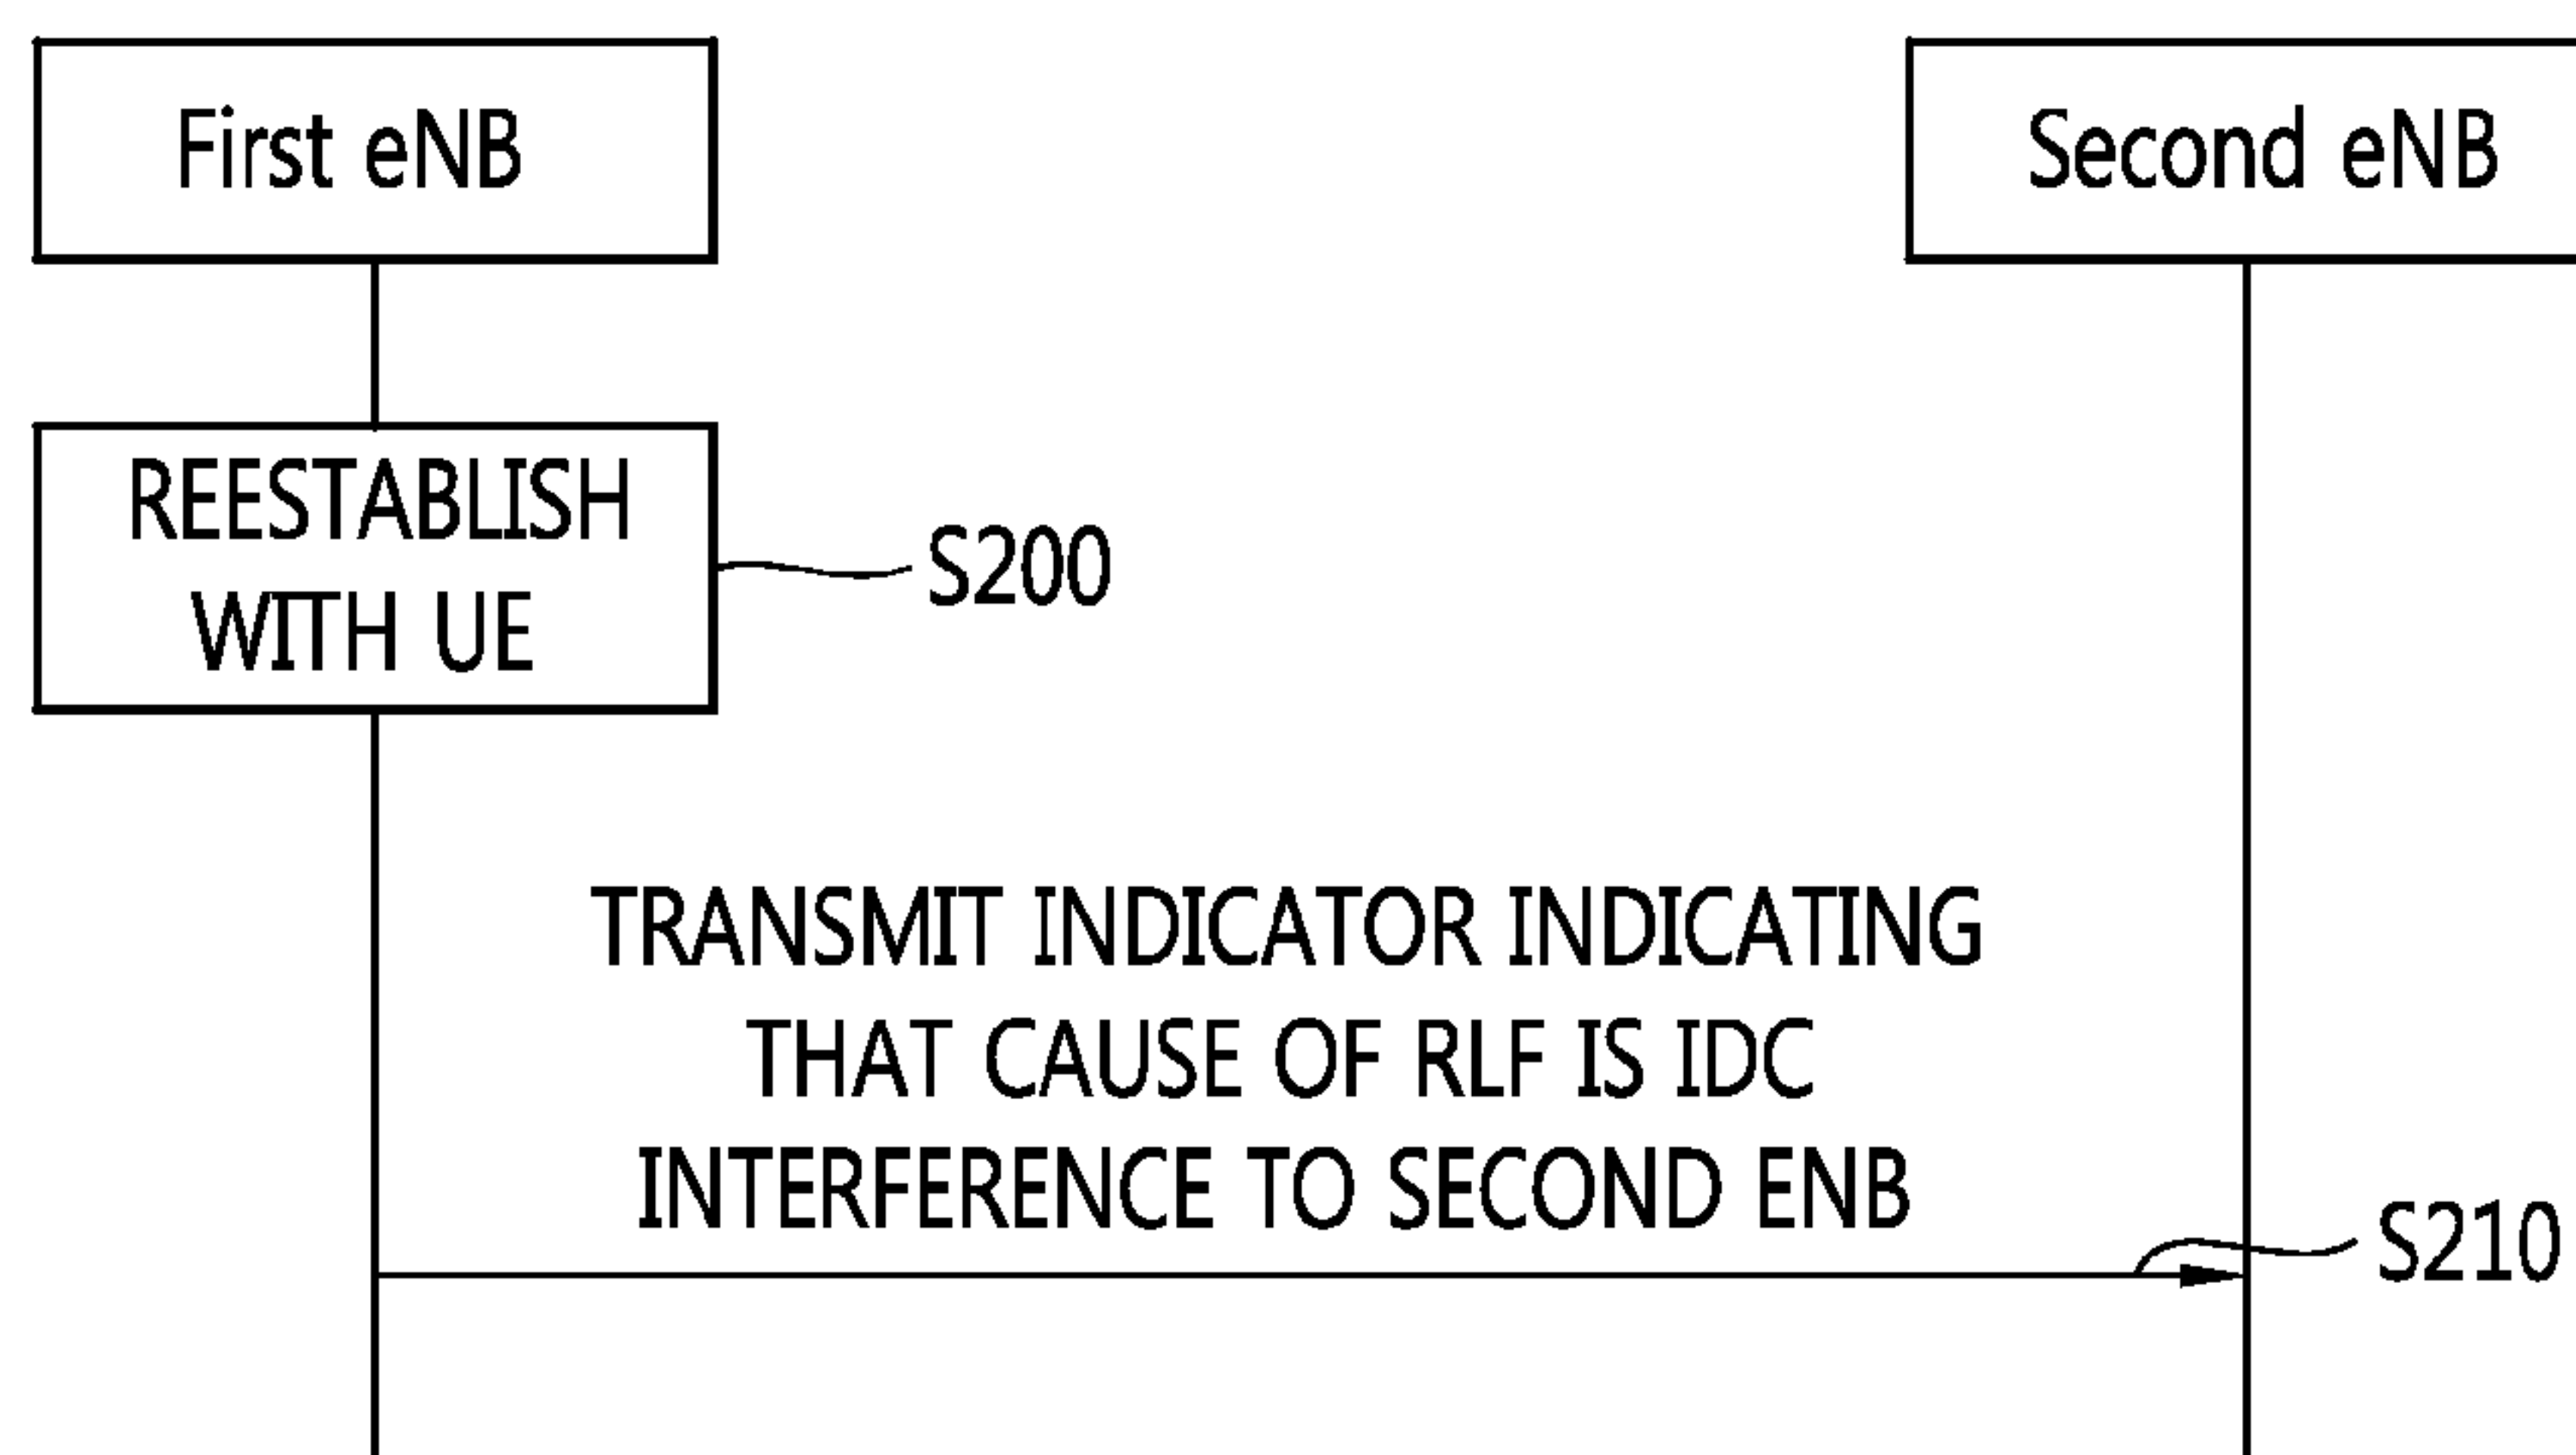 First eNB
Second eNB
REESTABLISH
WITH UE
S200
TRANSMIT INDICATOR INDICATING
THAT CAUSE OF RLF IS IDC
INTERFERENCE TO SECOND ENB
S210